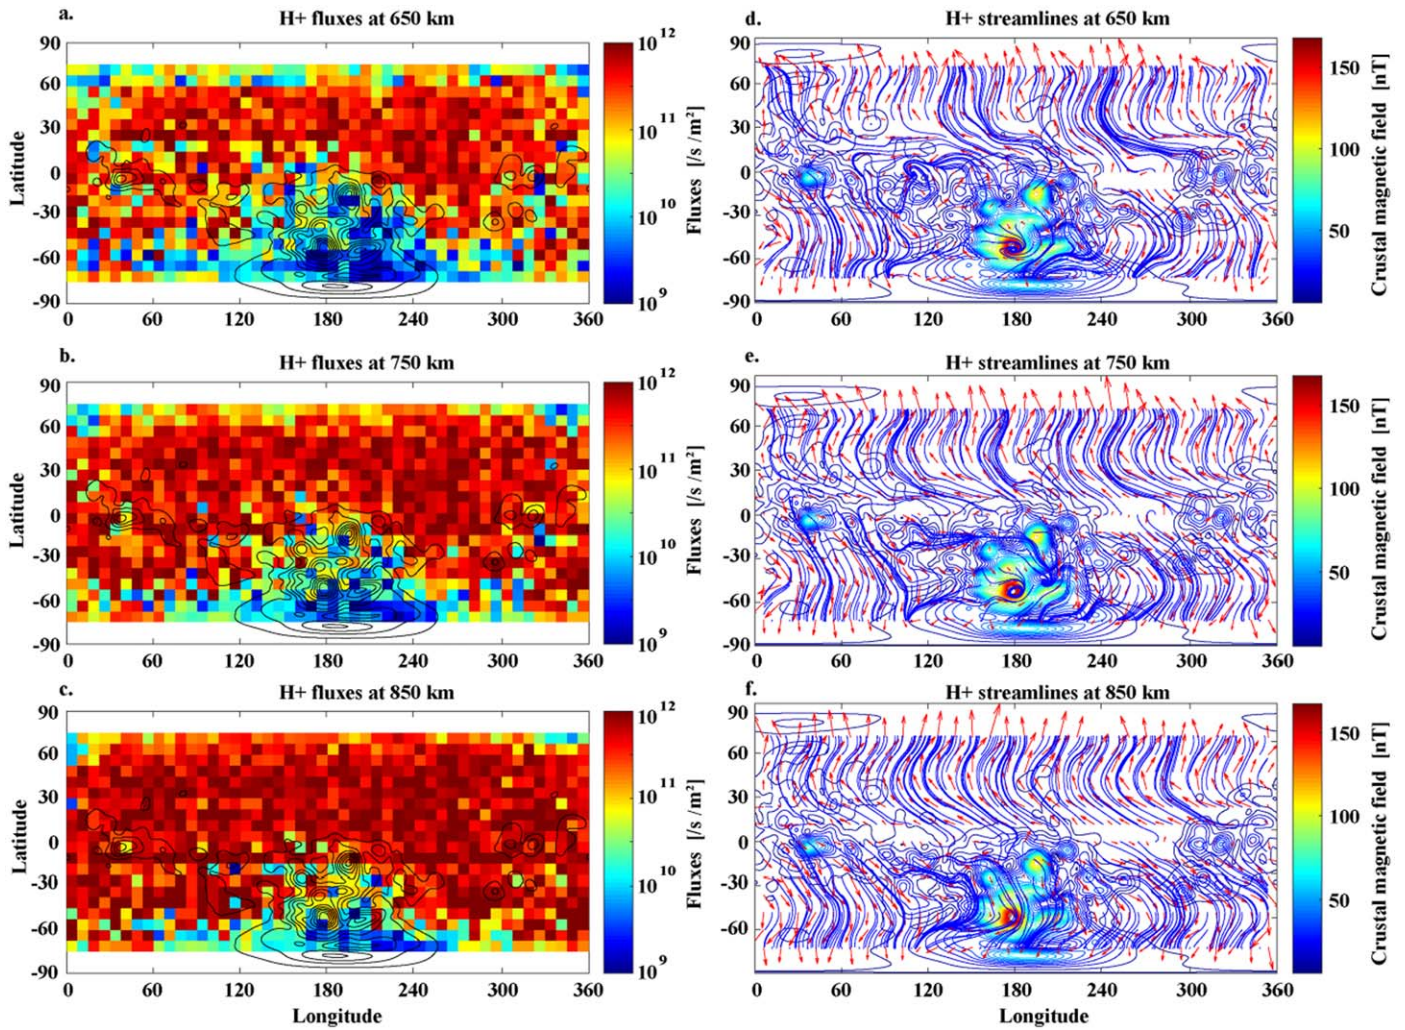 a.
H+ fluxes at 650 km
90
60
30
0
-30
-60
-90
Latitude
0 60 120 180 240 300 360
10^12
10^11
10^10
10^9
Fluxes [/s /m²]
d.
H+ streamlines at 650 km
90
60
30
0
-30
-60
-90
0 60 120 180 240 300 360
150
100
50
Crustal magnetic field [nT]
b.
H+ fluxes at 750 km
90
60
30
0
-30
-60
-90
Latitude
0 60 120 180 240 300 360
10^12
10^11
10^10
10^9
Fluxes [/s /m²]
e.
H+ streamlines at 750 km
90
60
30
0
-30
-60
-90
0 60 120 180 240 300 360
150
100
50
Crustal magnetic field [nT]
c.
H+ fluxes at 850 km
90
60
30
0
-30
-60
-90
Latitude
0 60 120 180 240 300 360
Longitude
10^12
10^11
10^10
10^9
Fluxes [/s /m²]
f.
H+ streamlines at 850 km
90
60
30
0
-30
-60
0 60 120 180 240 300 360
Longitude
150
100
50
Crustal magnetic field [nT]